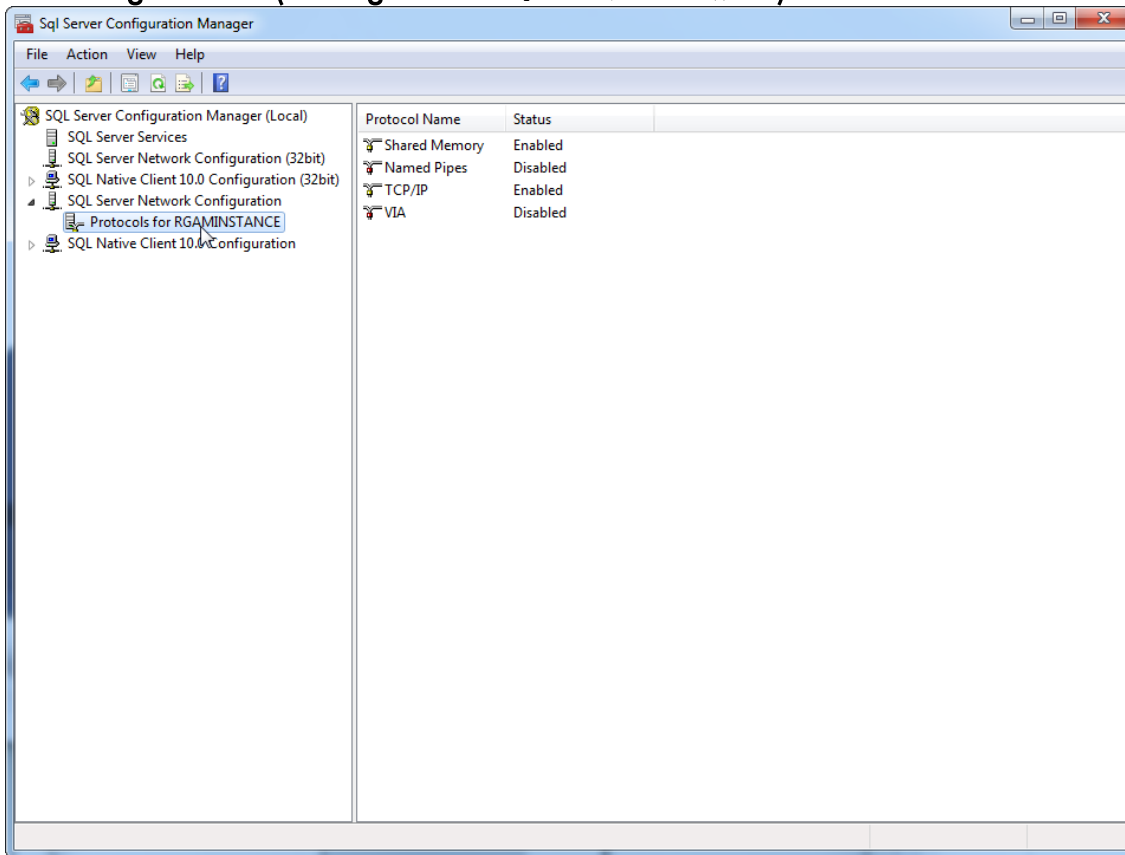 Sql Server Configuration Manager
File Action View Help
SQL Server Configuration Manager (Local)
SQL Server Services
SQL Server Network Configuration (32bit)
SQL Native Client 10.0 Configuration (32bit)
SQL Server Network Configuration
Protocols for RGAMINSTANCE
SQL Native Client 10.0 Configuration
Protocol Name Status
Shared Memory Enabled
Named Pipes Disabled
TCP/IP Enabled
VIA Disabled